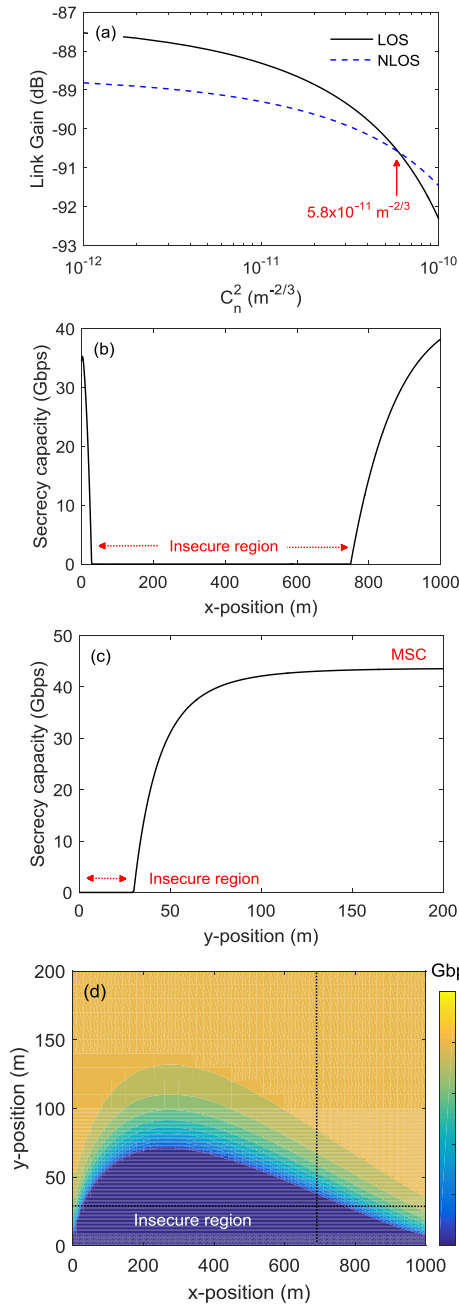 -87
(a)
LOS
-88
NLOS
-89
-90
-91
-92
-93
Link Gain (dB)
5.8x10^-11 m^-2/3
10^-12
10^-11
10^-10
C_n^2 (m^-2/3)
40
(b)
30
20
10
0
Secrecy capacity (Gbps)
Insecure region
0 200 400 600 800 1000
x-position (m)
50
(c)
MSC
40
30
20
10
0
Secrecy capacity (Gbps)
Insecure region
50 100 150 200
y-position (m)
Gbp
200
(d)
150
100
50
0
y-position (m)
Insecure region
0 200 400 600 800 1000
x-position (m)